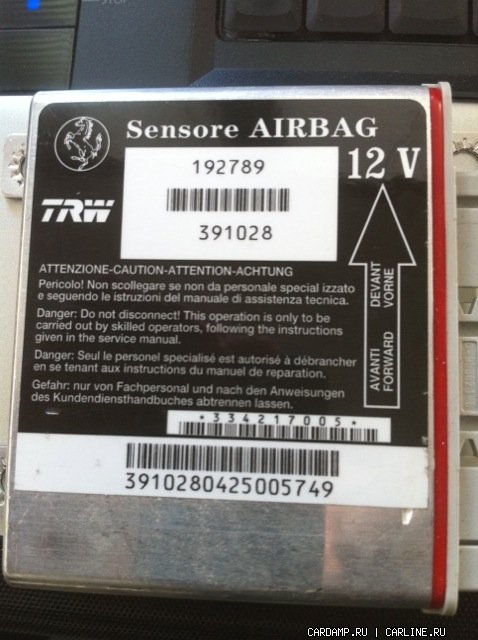 Sensore AIRBAG
192789
12 V
391028
TRW
ATTENZIONE-CAUTION-ATTENTION-ACHTUNG
Pericolo! Non scollegare se non da personale special izzato
e seguendo le istruzioni del manuale di assistenza tecnica.
Danger: Do not disconnect! This operation is only to be
carried out by skilled operators, following the instructions
given in the service manual.
Danger: Seul le personel specialisé est autorisé à débrancher
en se tenant aux instructions du manuel de reparation.
Gefahr: nur von Fachpersonal und nach den Anweisungen
des Kundendiensthandbuches abtrennen lassen.
AVANTI DEVANT
FORWARD VORNE
*334217005*
3910280425005749
CARDAMP.RU | CARLINE.RU